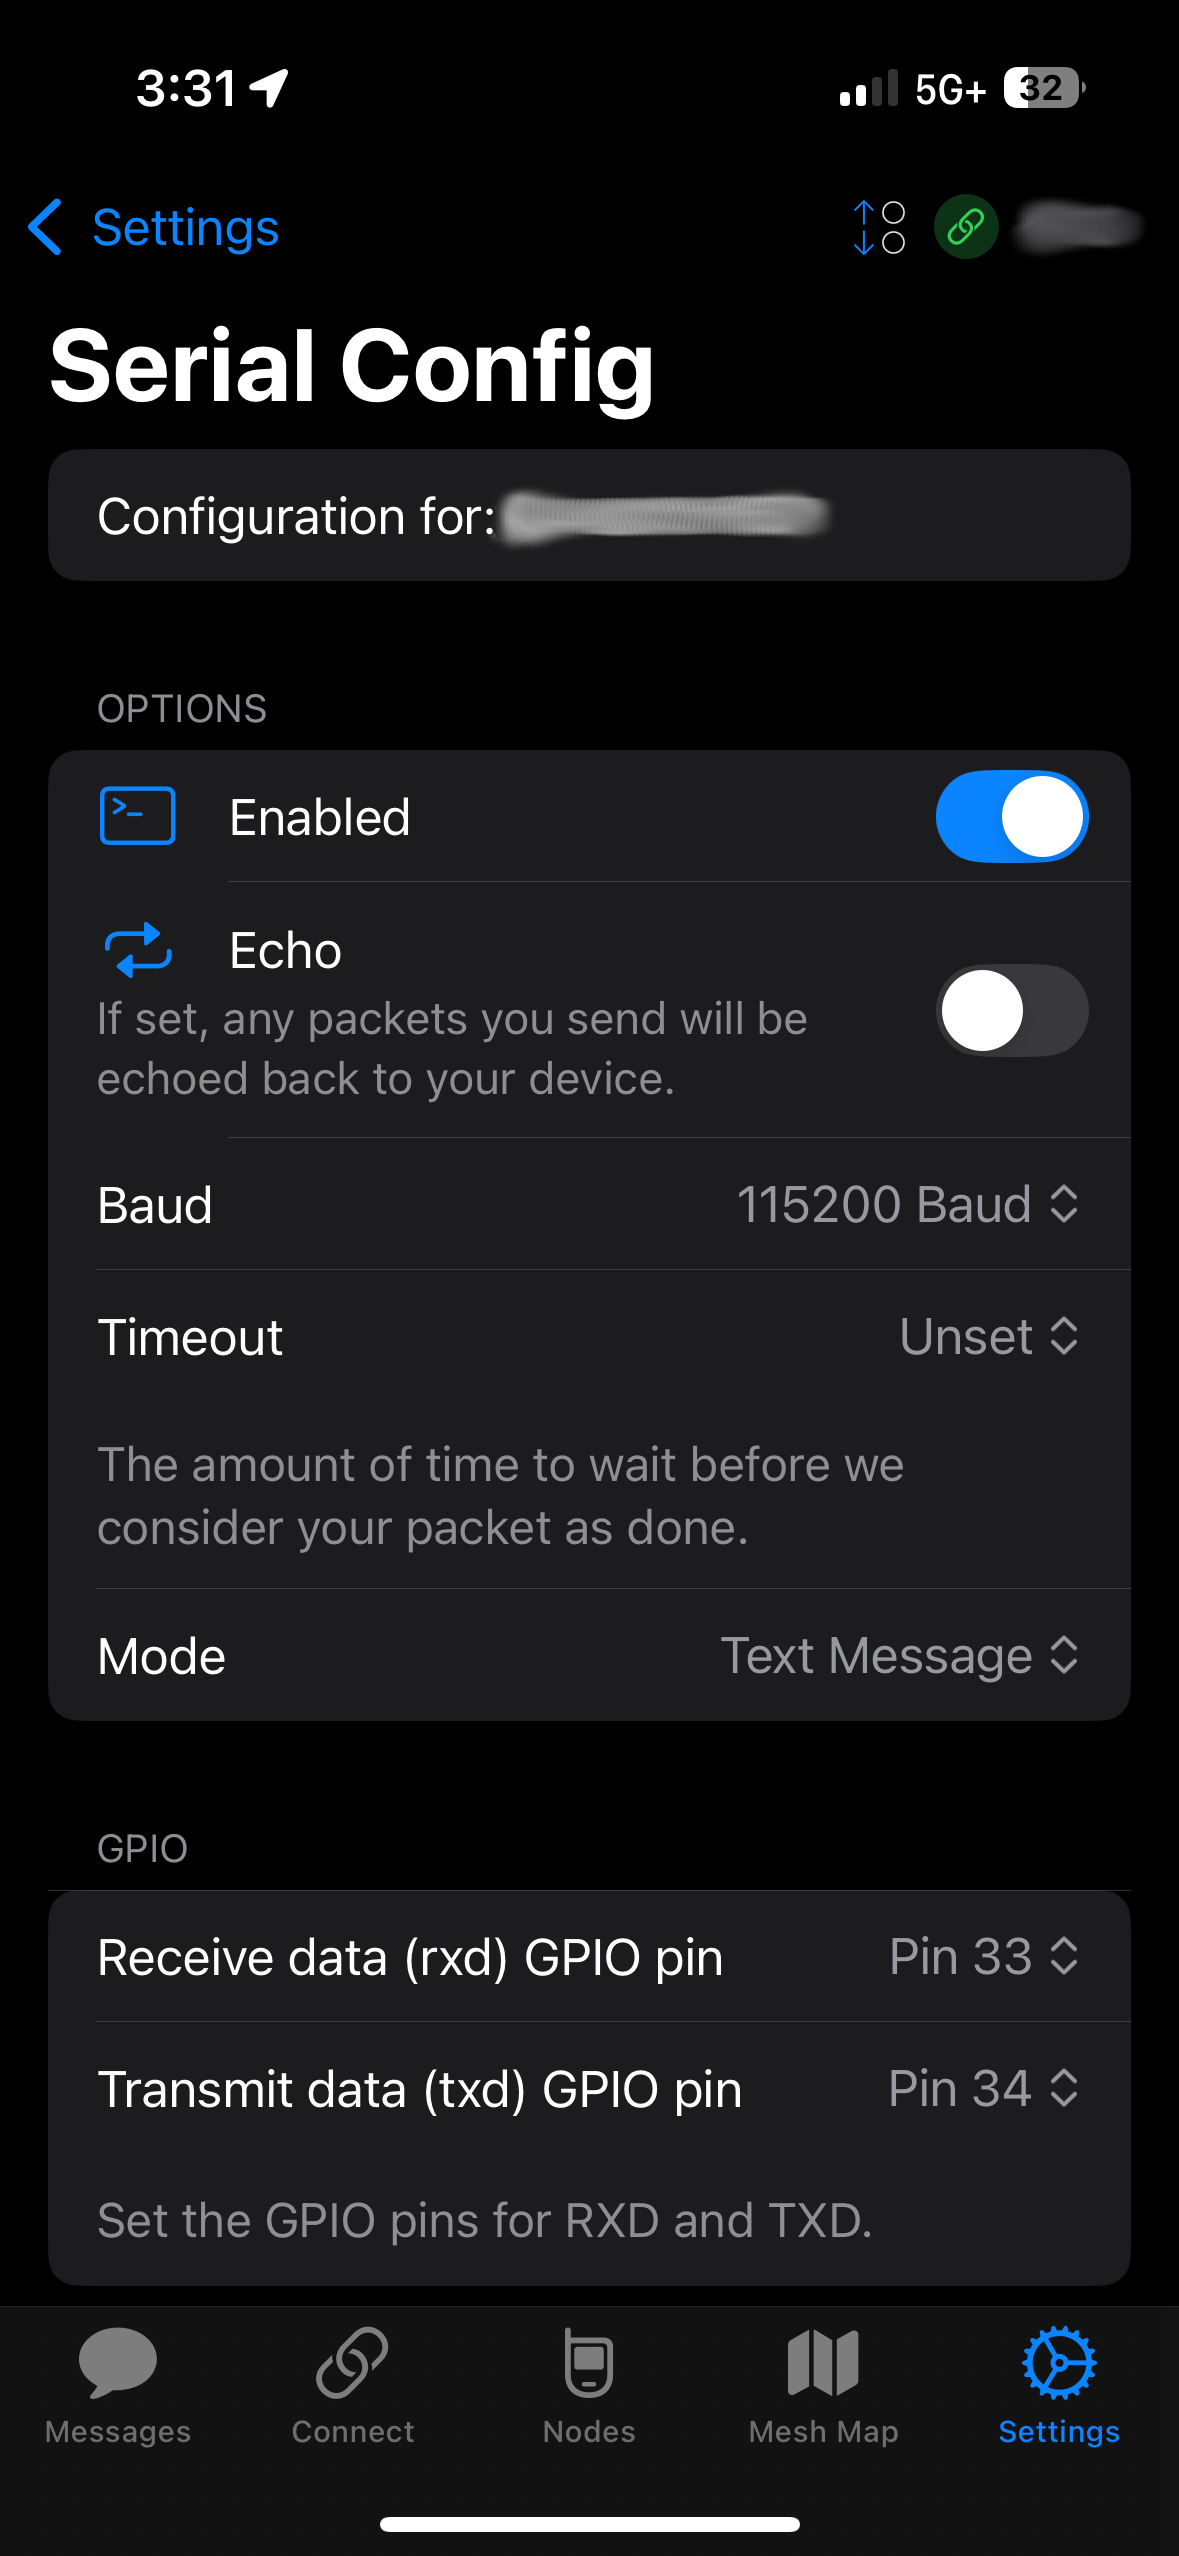 3:31
5G+ 32
Settings
Serial Config
Configuration for:
OPTIONS
Enabled
Echo
If set, any packets you send will be
echoed back to your device.
Baud 115200 Baud
Timeout Unset
The amount of time to wait before we
consider your packet as done.
Mode Text Message
GPIO
Receive data (rxd) GPIO pin Pin 33
Transmit data (txd) GPIO pin Pin 34
Set the GPIO pins for RXD and TXD.
Messages Connect Nodes Mesh Map Settings